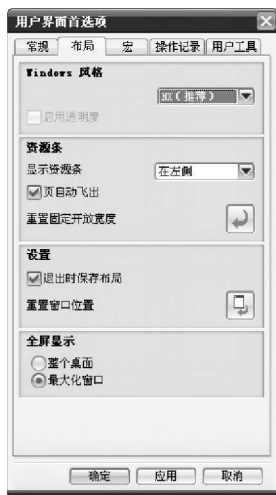 用户界面首选项
常规 布局 宏 操作记录 用户工具
Windows 风格
NX（推荐）
启用透明度
资源条
显示资源条 在左侧
页自动飞出
重置固定开放宽度
设置
退出时保存布局
重置窗口位置
全屏显示
整个桌面
最大化窗口
确定 应用 取消